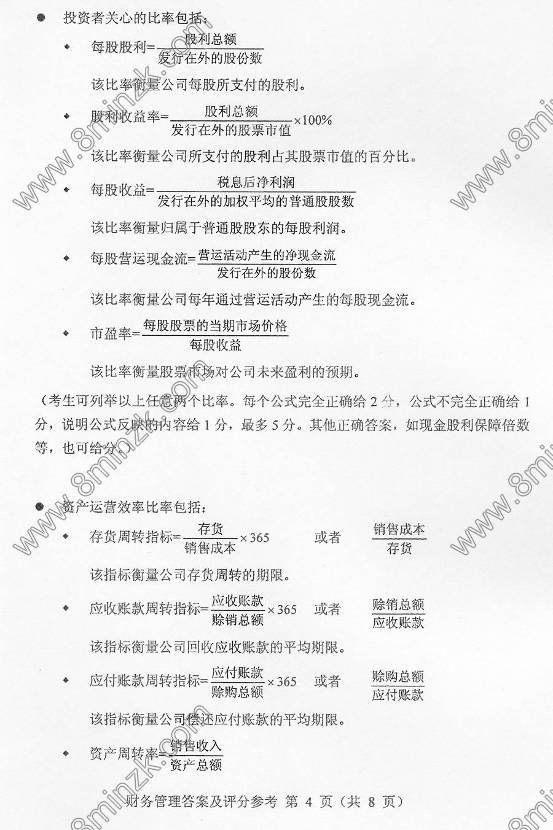 ● 投资者关心的比率包括：
◆ 每股股利=股利总额/发行在外的股份数
该比率衡量公司每股所支付的股利。
◆ 股利收益率=股利总额/发行在外的股票市值×100%
该比率衡量公司所支付的股利占其股票市值的百分比。
◆ 每股收益=税息后净利润/发行在外的加权平均的普通股股数
该比率衡量归属于普通股股东的每股利润。
◆ 每股营运现金流=营运活动产生的净现金流/发行在外的股份数
该比率衡量公司每年通过营运活动产生的每股现金流。
◆ 市盈率=每股股票的当期市场价格/每股收益
该比率衡量股票市场对公司未来盈利的预期。
（考生可列举以上任意两个比率。每个公式完全正确给 2 分，公式不完全正确给 1
分，说明公式反映的内容给 1 分，最多 5 分。其他正确答案，如现金股利保障倍数
等，也可给分。）
● 资产运营效率比率包括：
◆ 存货周转指标=存货/销售成本×365 或者 销售成本/存货
该指标衡量公司存货周转的期限。
◆ 应收账款周转指标=应收账款/赊销总额×365 或者 赊销总额/应收账款
该指标衡量公司回收应收账款的平均期限。
◆ 应付账款周转指标=应付账款/赊购总额×365 或者 赊购总额/应付账款
该指标衡量公司偿还应付账款的平均期限。
◆ 资产周转率=销售收入/资产总额
财务管理答案及评分参考 第 4 页（共 8 页）
www.8minzk.com